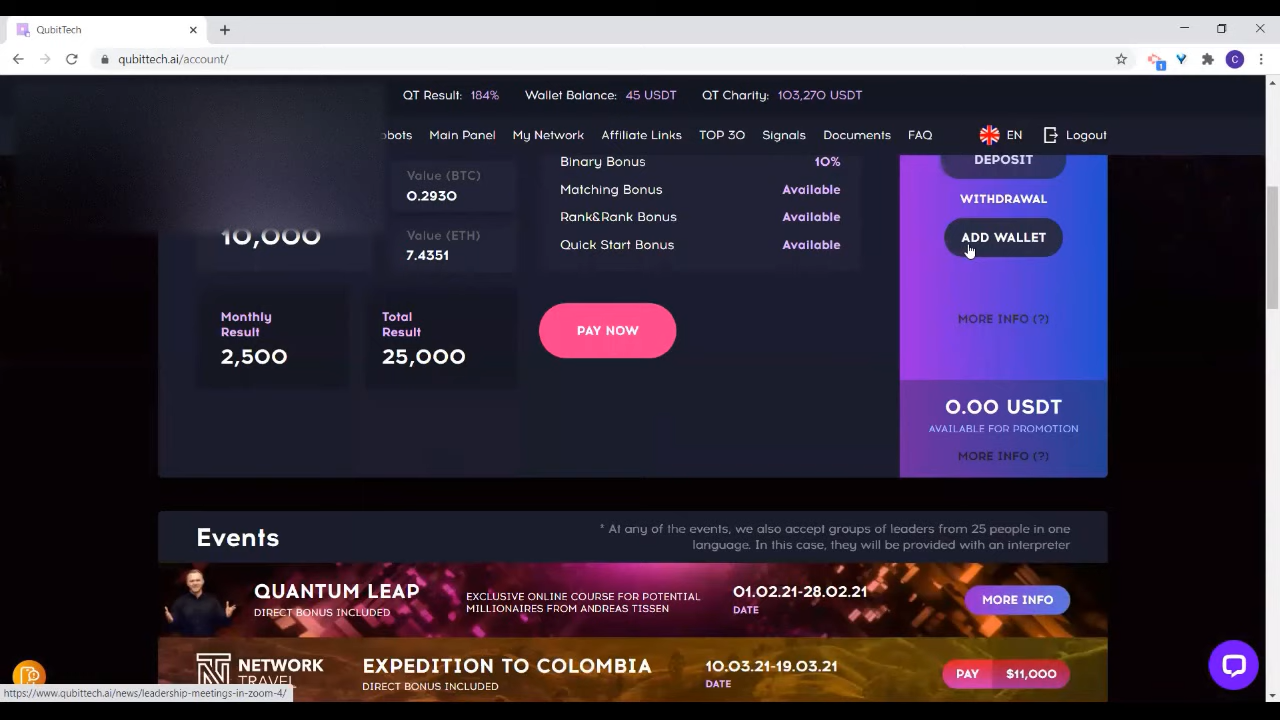 QubitTech
qubittech.ai/account/
1
C
QT Result: 184% Wallet Balance: 45 USDT QT Charity: 103,270 USDT
obots Main Panel My Network Affiliate Links TOP 30 Signals Documents FAQ EN Logout
10,000
Value (BTC)
0.2930
Value (ETH)
7.4351
Monthly
Result
2,500
Total
Result
25,000
Binary Bonus 10%
Matching Bonus Available
Rank&Rank Bonus Available
Quick Start Bonus Available
PAY NOW
DEPOSIT
WITHDRAWAL
ADD WALLET
MORE INFO (?)
0.00 USDT
AVAILABLE FOR PROMOTION
MORE INFO (?)
Events
* At any of the events, we also accept groups of leaders from 25 people in one
language. In this case, they will be provided with an interpreter
QUANTUM LEAP
DIRECT BONUS INCLUDED
EXCLUSIVE ONLINE COURSE FOR POTENTIAL
MILLIONAIRES FROM ANDREAS TISSEN
01.02.21-28.02.21
DATE
MORE INFO
NETWORK
TRAVEL
EXPEDITION TO COLOMBIA
DIRECT BONUS INCLUDED
10.03.21-19.03.21
DATE
PAY $11,000
https://www.qubittech.ai/news/leadership-meetings-in-zoom-4/